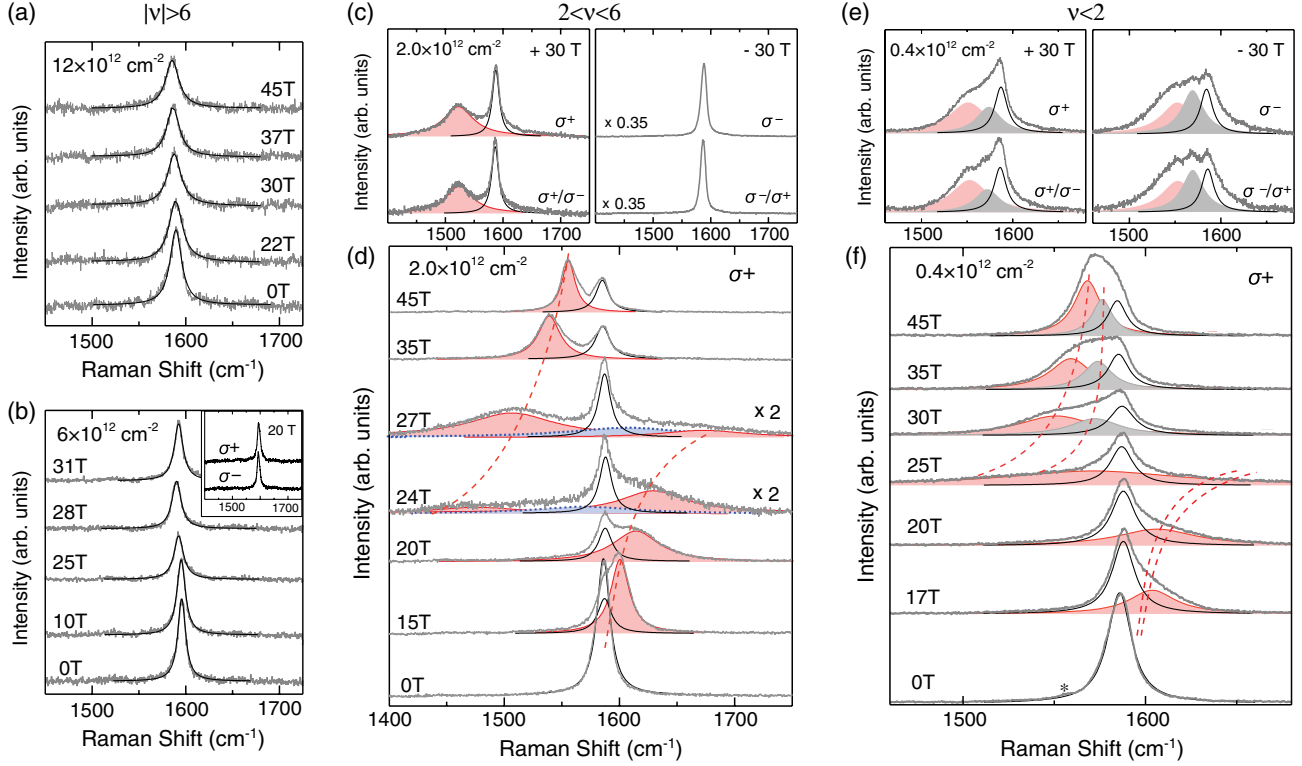 (a) |ν|>6
12×10¹² cm⁻²
45T
37T
30T
22T
0T
Intensity (arb. units)
1500 1600 1700
Raman Shift (cm⁻¹)
(b)
6×10¹² cm⁻²
20 T
σ+
σ−
1500 1750
31T
28T
25T
10T
0T
Intensity (arb. units)
1500 1600 1700
Raman Shift (cm⁻¹)
(c) 2<ν<6
2.0×10¹² cm⁻² + 30 T
- 30 T
σ⁺
x 0.35 σ⁻
σ⁺/σ⁻
x 0.35 σ⁻/σ⁺
Intensity (arb. units)
1500 1600 1700
1500 1600 1700
(d)
2.0×10¹² cm⁻² σ+
45T
35T
27T x 2
24T x 2
20T
15T
0T
Intensity (arb. units)
1400 1500 1600 1700
Raman Shift (cm⁻¹)
(e) ν<2
0.4×10¹² cm⁻² + 30 T
- 30 T
σ⁺
σ⁻
σ⁺/σ⁻
σ⁻/σ⁺
Intensity (arb. units)
1500 1600
1500 1600
(f)
0.4×10¹² cm⁻² σ+
45T
35T
30T
25T
20T
17T
0T *
Intensity (arb. units)
1500 1600
Raman Shift (cm⁻¹)